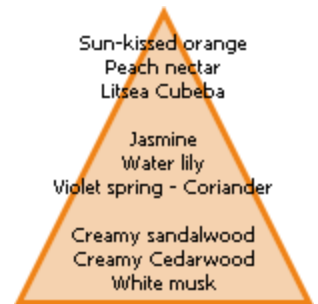 Sun-kissed orange
Peach nectar
Litsea Cubeba
Jasmine
Water lily
Violet spring - Coriander
Creamy sandalwood
Creamy Cedarwood
White musk